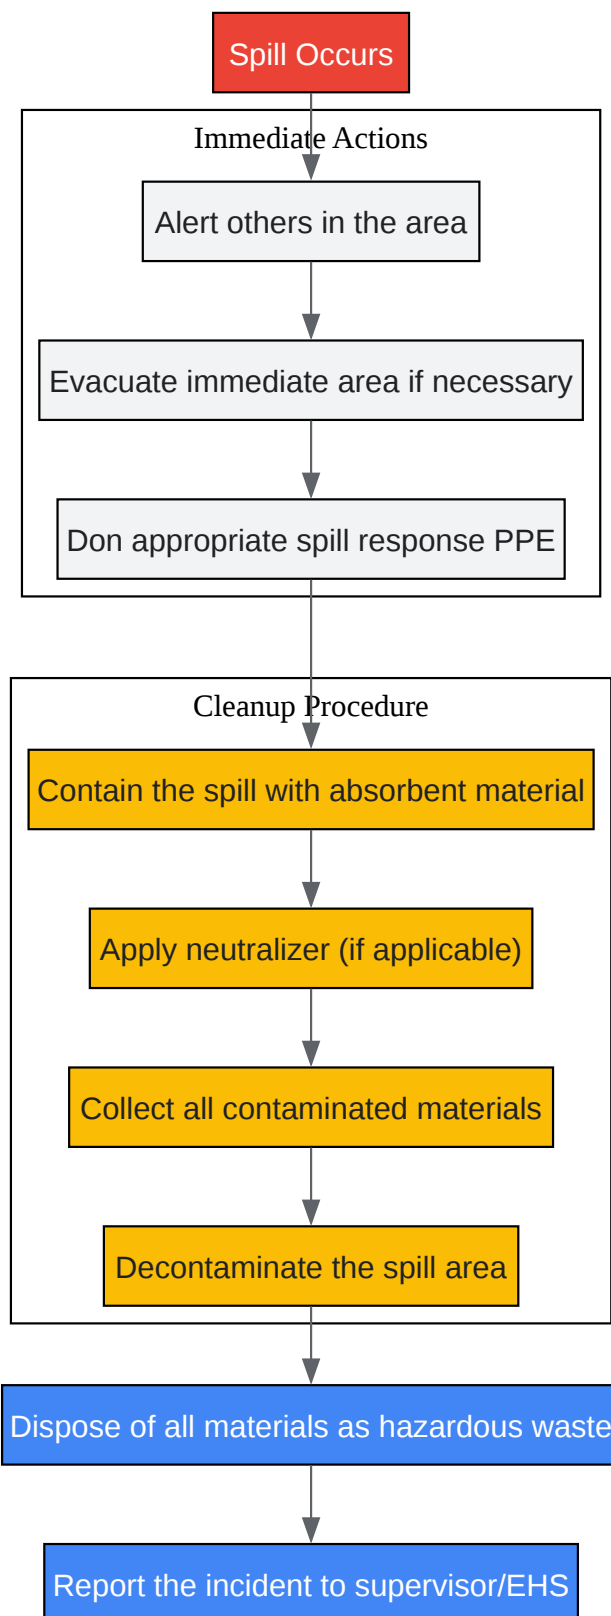 Spill Occurs
Immediate Actions
Alert others in the area
Evacuate immediate area if necessary
Don appropriate spill response PPE
Cleanup Procedure
Contain the spill with absorbent material
Apply neutralizer (if applicable)
Collect all contaminated materials
Decontaminate the spill area
Dispose of all materials as hazardous waste
Report the incident to supervisor/EHS